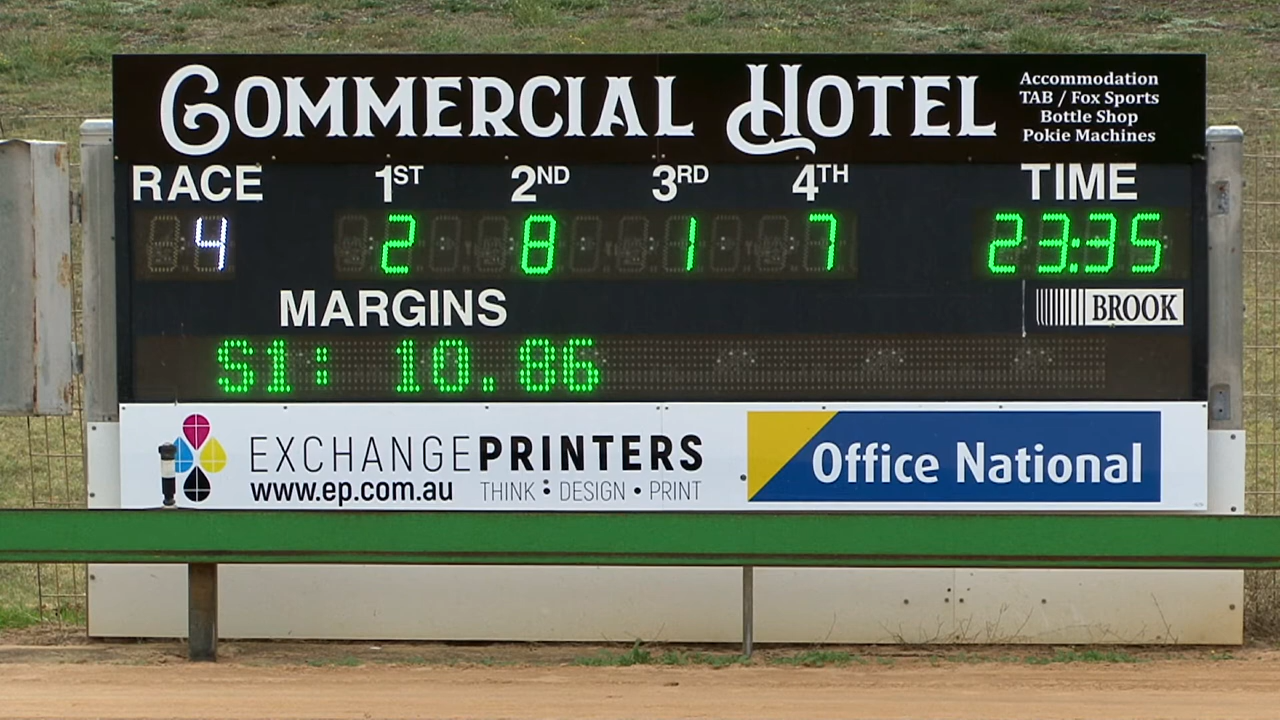 COMMERCIAL HOTEL
Accommodation
TAB / Fox Sports
Bottle Shop
Pokie Machines
RACE 1ST 2ND 3RD 4TH TIME
4 2 8 1 7 23:35
MARGINS
BROOK
S1: 10.86
EXCHANGEPRINTERS
www.ep.com.au THINK • DESIGN • PRINT
Office National